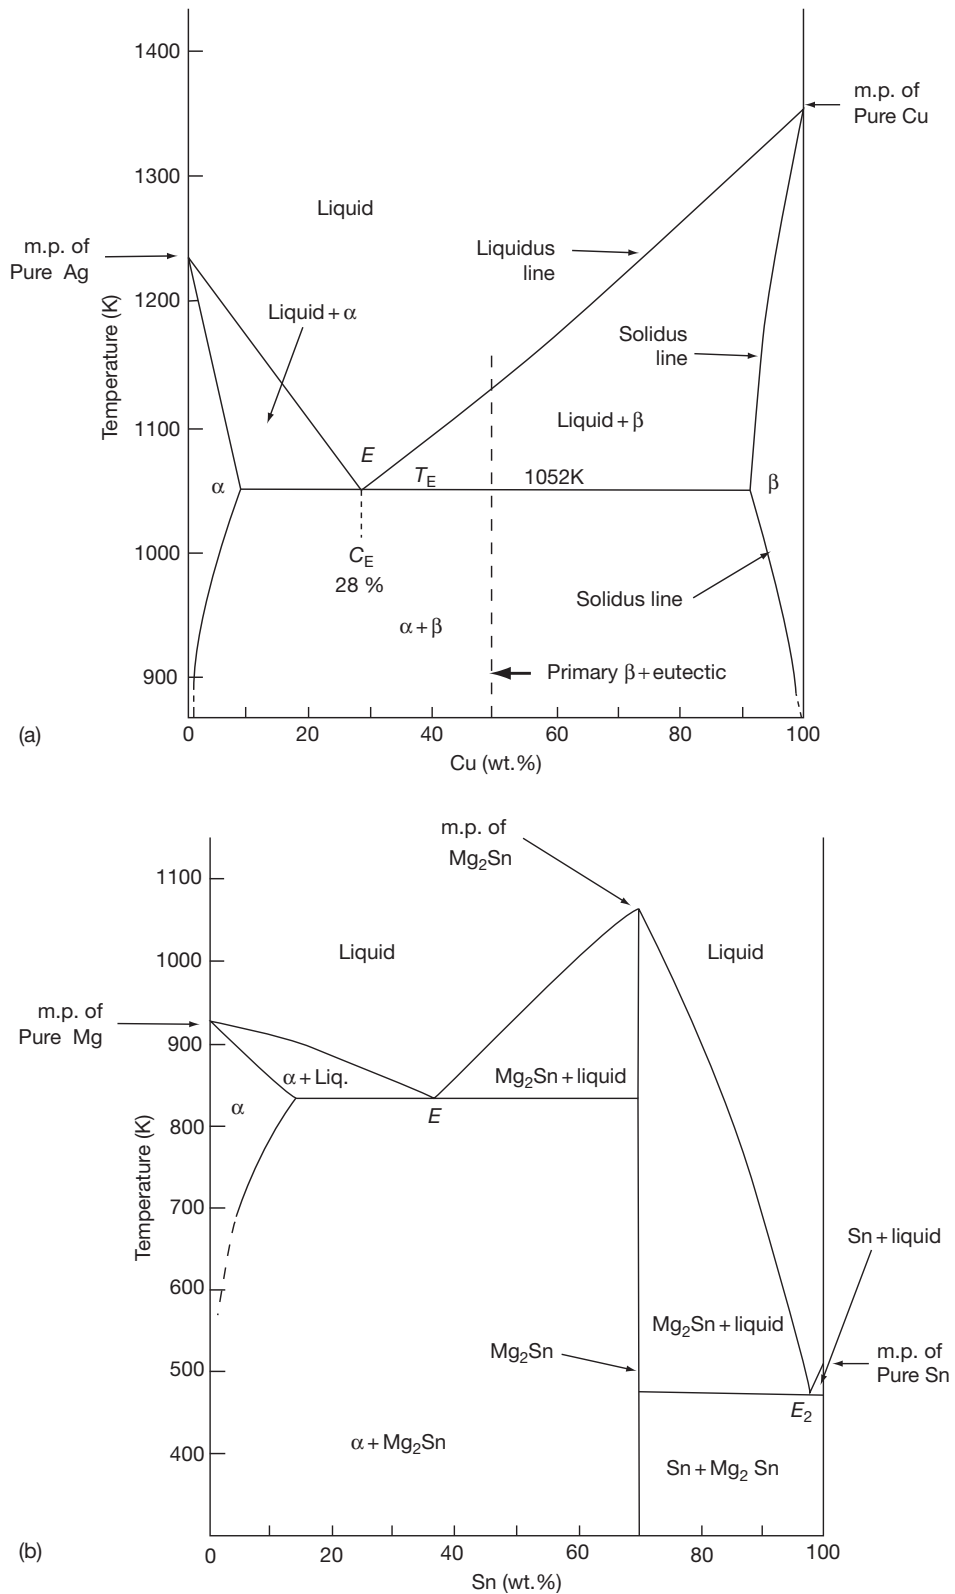 1400
m.p. of
Pure Cu
1300
Liquid
Liquidus
line
m.p. of
Pure Ag
1200
Liquid + α
Solidus
line
Temperature (K)
1100
Liquid + β
E
T_E
1052K
α
β
1000
C_E
28 %
Solidus line
α + β
900
Primary β + eutectic
(a)
0
20
40
60
80
100
Cu (wt.%)
m.p. of
Mg₂Sn
1100
Liquid
Liquid
1000
m.p. of
Pure Mg
900
α + Liq.
Mg₂Sn + liquid
α
E
800
Temperature (K)
700
Sn + liquid
600
Mg₂Sn + liquid
Mg₂Sn
m.p. of
Pure Sn
500
E₂
α + Mg₂Sn
400
Sn + Mg₂ Sn
(b)
0
20
40
60
80
100
Sn (wt.%)